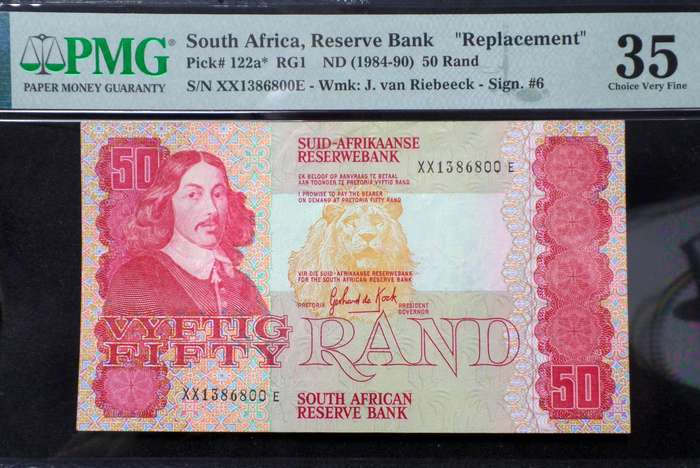 PMG®
PAPER MONEY GUARANTY
South Africa, Reserve Bank "Replacement"
Pick# 122a* RG1 ND (1984-90) 50 Rand
S/N XX1386800E - Wmk: J. van Riebeeck - Sign. #6
35
Choice Very Fine
50
SUID-AFRIKAANSE
RESERWEBANK
XX1386800 E
EK BELOOF OP AANVRAAG TE BETAAL
AAN TOONDER TE PRETORIA VYFTIG RAND
I PROMISE TO PAY THE BEARER
ON DEMAND AT PRETORIA FIFTY RAND
VIR DIE SUID-AFRIKAANSE RESERWEBANK
FOR THE SOUTH AFRICAN RESERVE BANK
PRETORIA Gerhard de Kock PRESIDENT
GOVERNOR
VYFTIG
FIFTY
RAND
XX1386800 E
SOUTH AFRICAN
RESERVE BANK
50